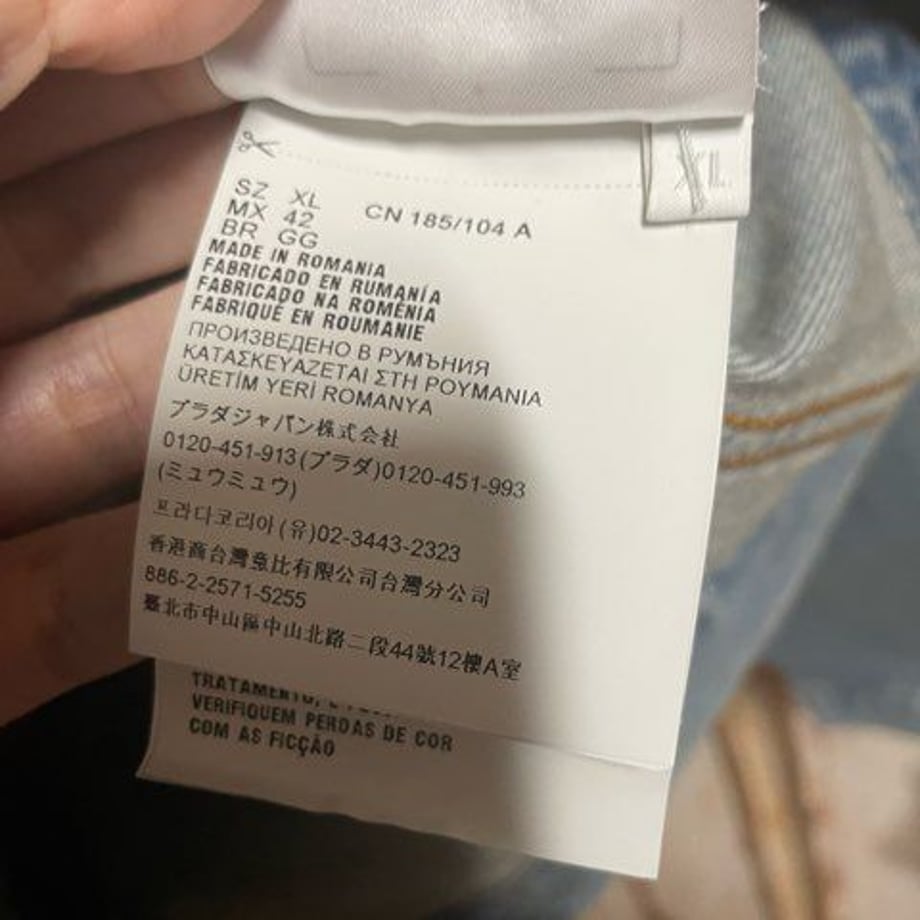 XL
SZ XL
MX 42 CN 185/104 A
BR GG
MADE IN ROMANIA
FABRICADO EN RUMANÍA
FABRICADO NA ROMÉNIA
FABRIQUÉ EN ROUMANIE
ПРОИЗВЕДЕНО В РУМЪНИЯ
ΚΑΤΑΣΚΕΥΑΖΕΤΑΙ ΣΤΗ ΡΟΥΜΑΝΙΑ
ÜRETİM YERİ ROMANYA
プラダジャパン株式会社
0120-451-913(プラダ)0120-451-993
(ミュウミュウ)
프라다코리아(유)02-3443-2323
香港商台灣彙比有限公司台灣分公司
886-2-2571-5255
臺北市中山區中山北路二段44號12樓A室
TRATAMENTO,
VERIFIQUEM PERDAS DE COR
COM AS FICÇÃO